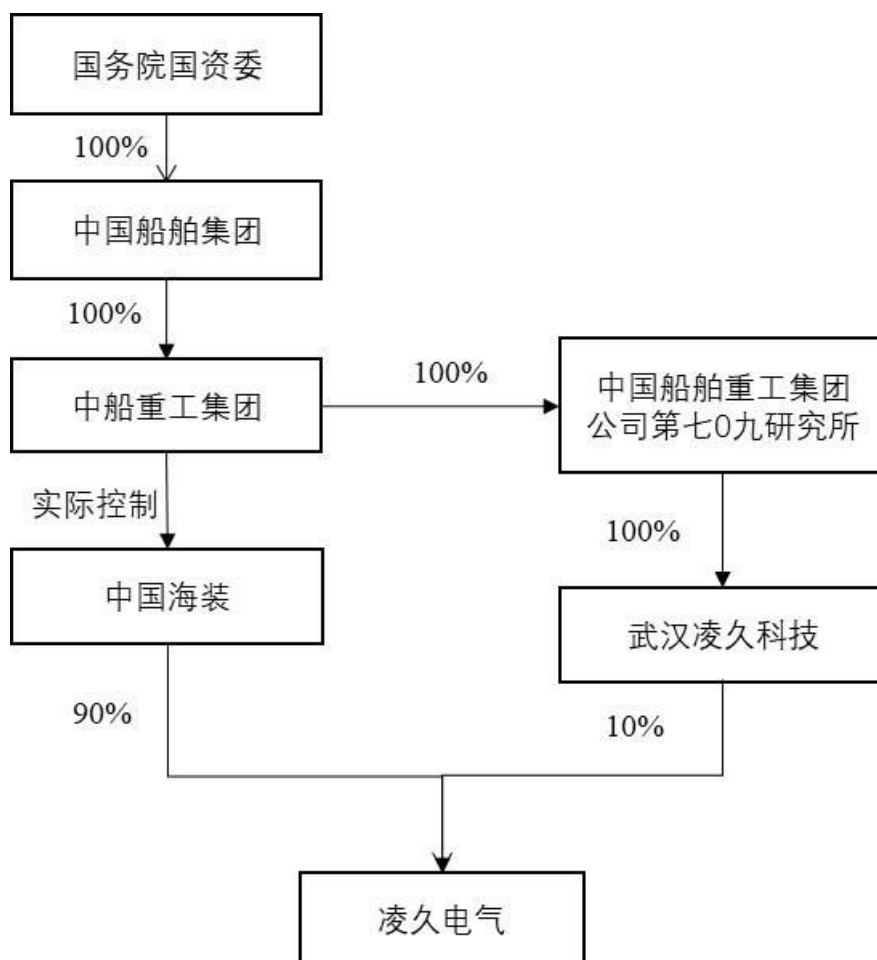 国务院国资委
100%
中国船舶集团
100%
中船重工集团
100%
中国船舶重工集团
公司第七0九研究所
实际控制
100%
中国海装
武汉凌久科技
90%
10%
凌久电气